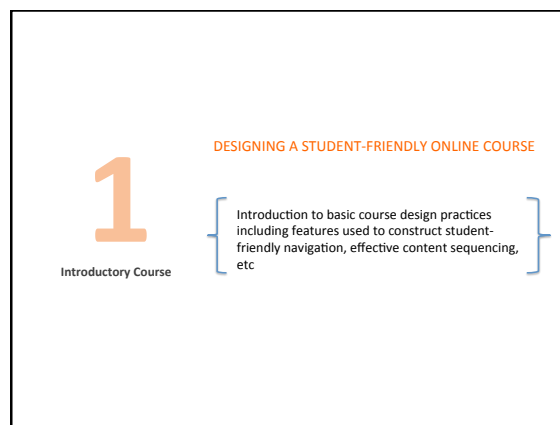 DESIGNING A STUDENT-FRIENDLY ONLINE COURSE
1
Introductory Course
Introduction to basic course design practices
including features used to construct student-
friendly navigation, effective content sequencing,
etc